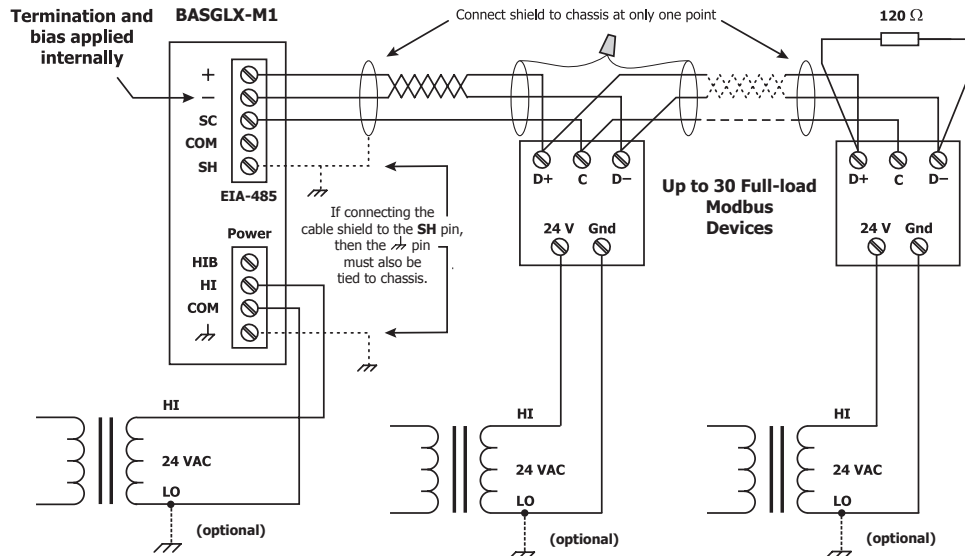 Termination and
bias applied
internally
BASGLX-M1
Connect shield to chassis at only one point
120 Ω
+
−
SC
COM
SH
EIA-485
D+ C D−
D+ C D−
Up to 30 Full-load
Modbus
Devices
If connecting the
cable shield to the SH pin,
then the pin
must also be
tied to chassis.
Power
HIB
HI
COM
24 V Gnd
24 V Gnd
HI
24 VAC
LO
(optional)
HI
24 VAC
LO
(optional)
HI
24 VAC
LO
(optional)